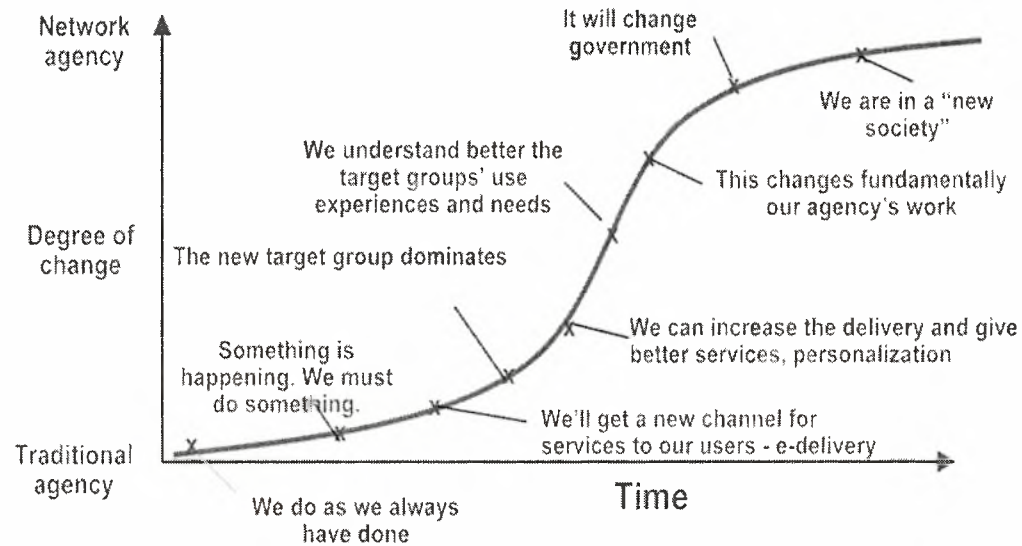 Network
agency
It will change
government
We are in a “new
society”
We understand better the
target groups’ use
experiences and needs
This changes fundamentally
our agency’s work
Degree of
change
The new target group dominates
We can increase the delivery and give
better services, personalization
Something is
happening. We must
do something.
We’ll get a new channel for
services to our users - e-delivery
Traditional
agency
Time
We do as we always
have done